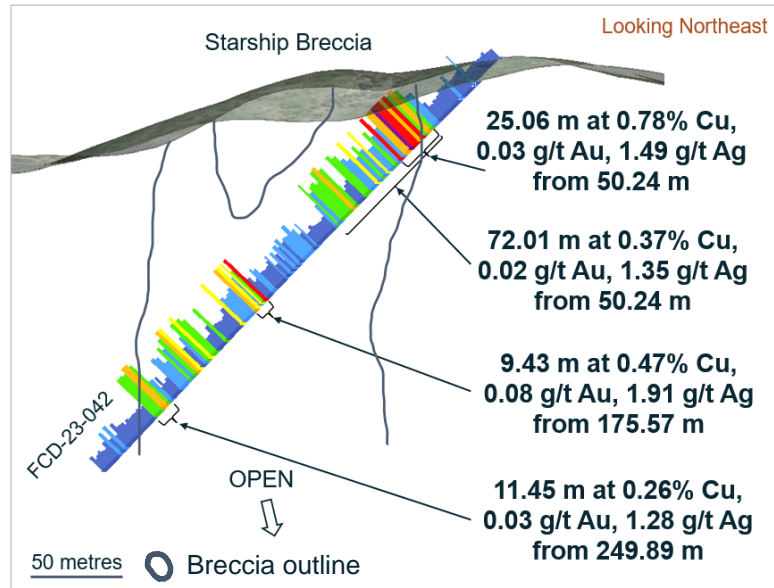 Looking Northeast
Starship Breccia
25.06 m at 0.78% Cu,
0.03 g/t Au, 1.49 g/t Ag
from 50.24 m
72.01 m at 0.37% Cu,
0.02 g/t Au, 1.35 g/t Ag
from 50.24 m
9.43 m at 0.47% Cu,
0.08 g/t Au, 1.91 g/t Ag
from 175.57 m
FCD-23-042
11.45 m at 0.26% Cu,
0.03 g/t Au, 1.28 g/t Ag
from 249.89 m
OPEN
50 metres
Breccia outline